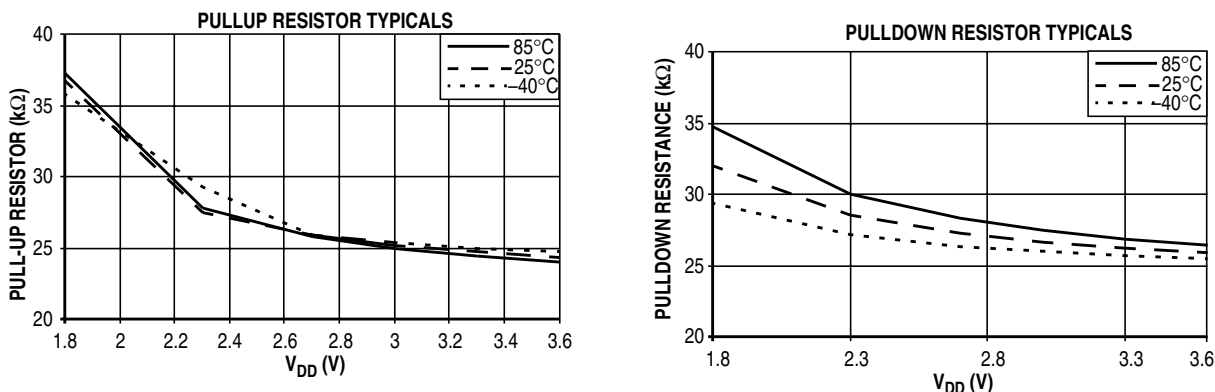 PULLUP RESISTOR TYPICALS
PULL-UP RESISTOR (kΩ)
40
35
30
25
20
85°C
25°C
–40°C
1.8 2 2.2 2.4 2.6 2.8 3 3.2 3.4 3.6
VDD (V)
PULLDOWN RESISTOR TYPICALS
PULLDOWN RESISTANCE (kΩ)
40
35
30
25
20
85°C
25°C
–40°C
1.8 2.3 2.8 3.3 3.6
VDD (V)